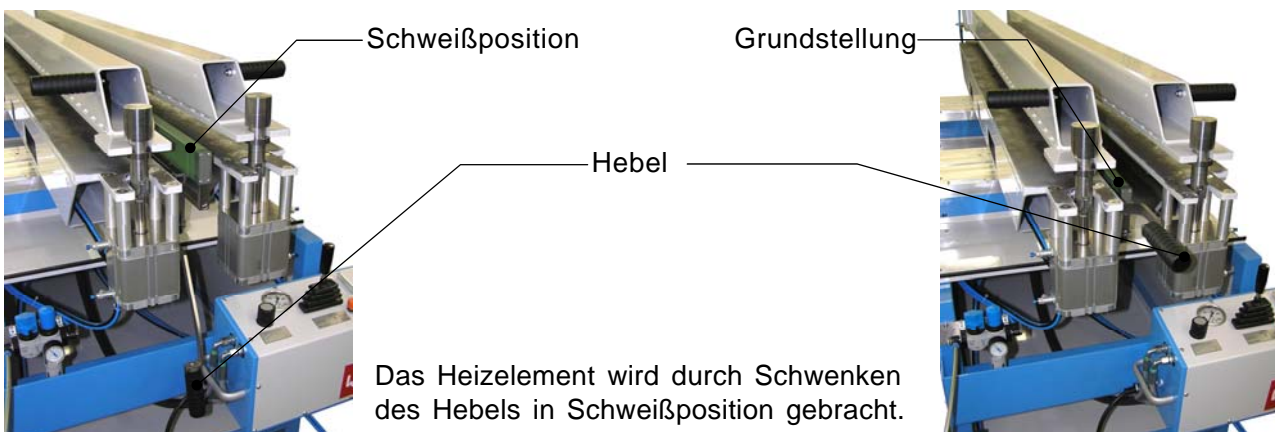 Schweißposition
Grundstellung
Hebel
Das Heizelement wird durch Schwenken
des Hebels in Schweißposition gebracht.